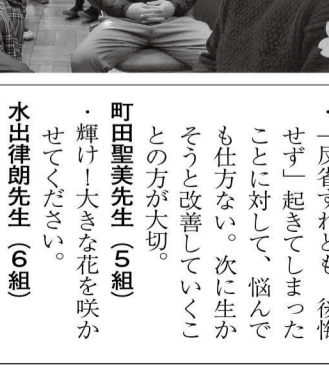 ・「反省すれども、後悔
せず」起きてしまった
ことに対して、悩んで
も仕方ない。次に生か
そうと改善していくこ
との方が大切。
町田聖美先生（５組）
・輝け！大きな花を咲か
せてください。
水出律朗先生（６組）